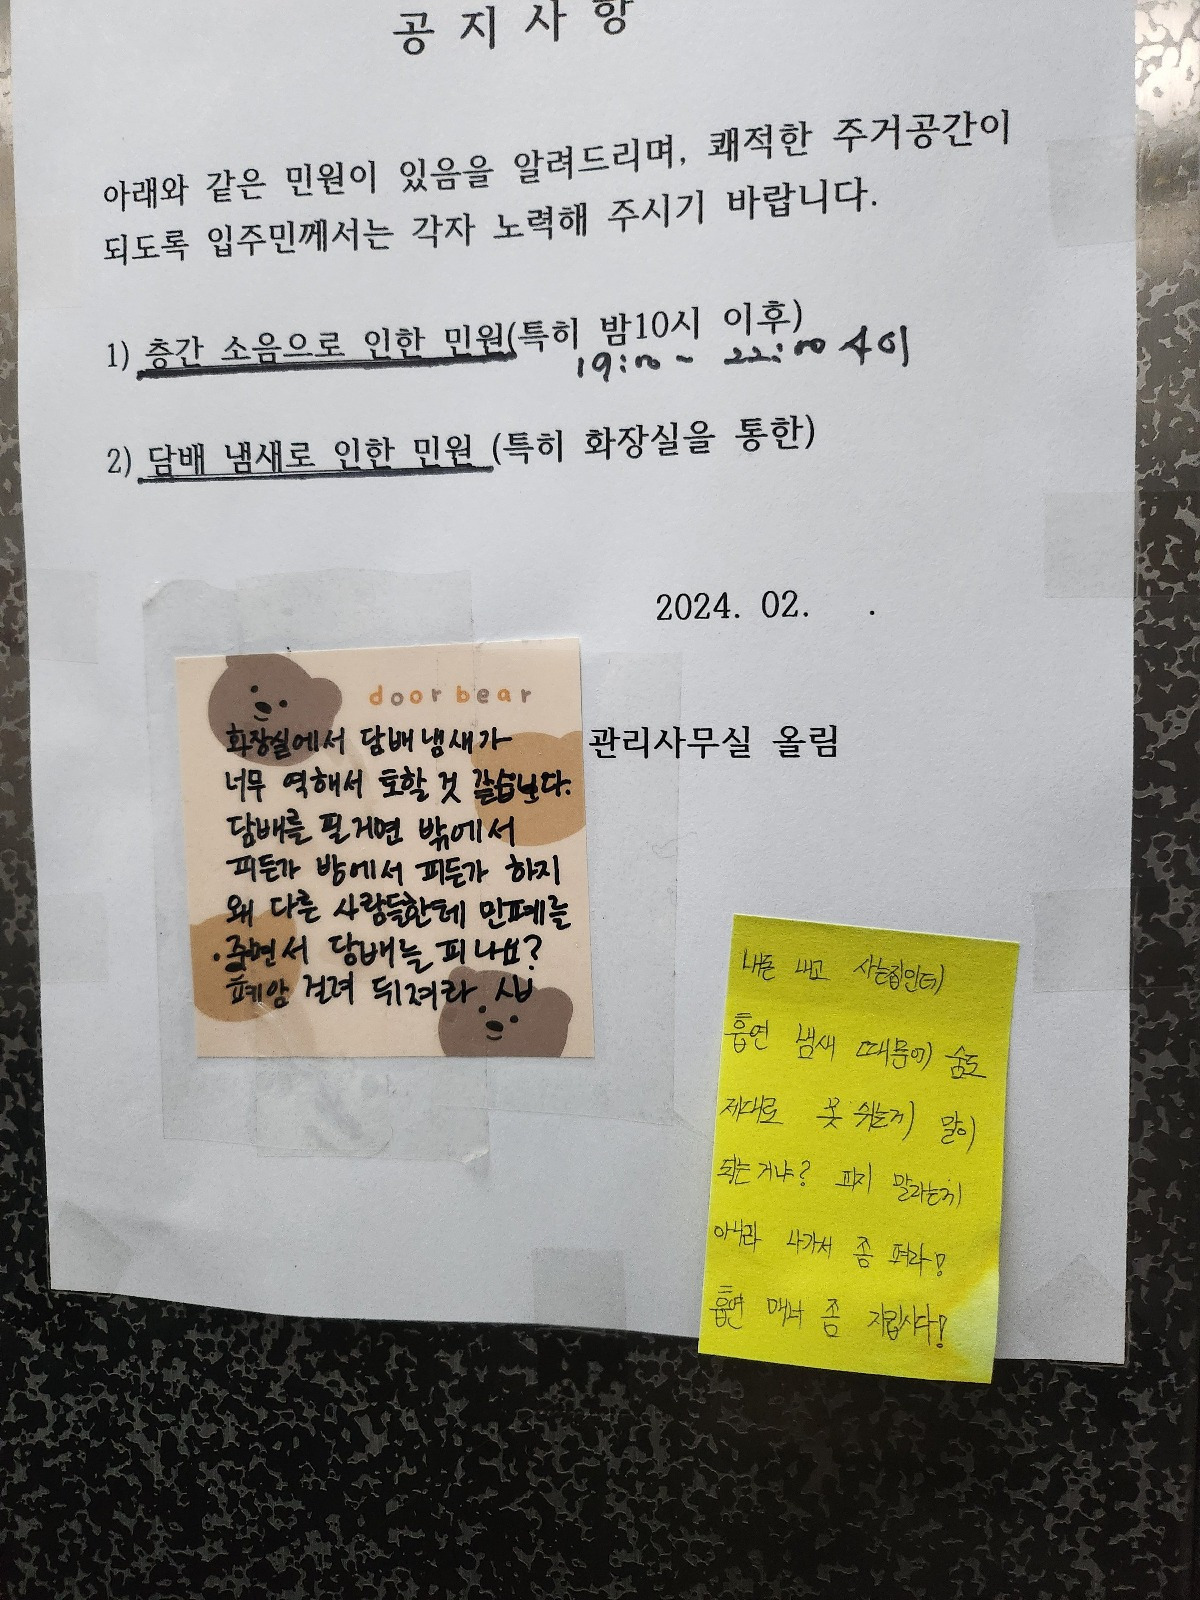 공 지 사 항
아래와 같은 민원이 있음을 알려드리며, 쾌적한 주거공간이
되도록 입주민께서는 각자 노력해 주시기 바랍니다.
1) 층간 소음으로 인한 민원(특히 밤10시 이후)
19:00 ~ 22:00 사이
2) 담배 냄새로 인한 민원 (특히 화장실을 통한)
2024. 02.    .
관리사무실 올림
door bear
화장실에서 담배냄새가
너무 역해서 토할 것 같습니다.
담배를 필거면 밖에서
피든가 방에서 피든가 하지
왜 다른 사람들한테 민폐를
주면서 담배를 피나요?
폐암 걸려 뒤져라 ㅅㅂ
내돈 내고 사는집인데
흡연 냄새 때문에 숨도
제대로 못 쉬는게 말이
되는거냐? 피지 말라는게
아니라 나가서 좀 펴라!
흡연 매너 좀 지킵시다!